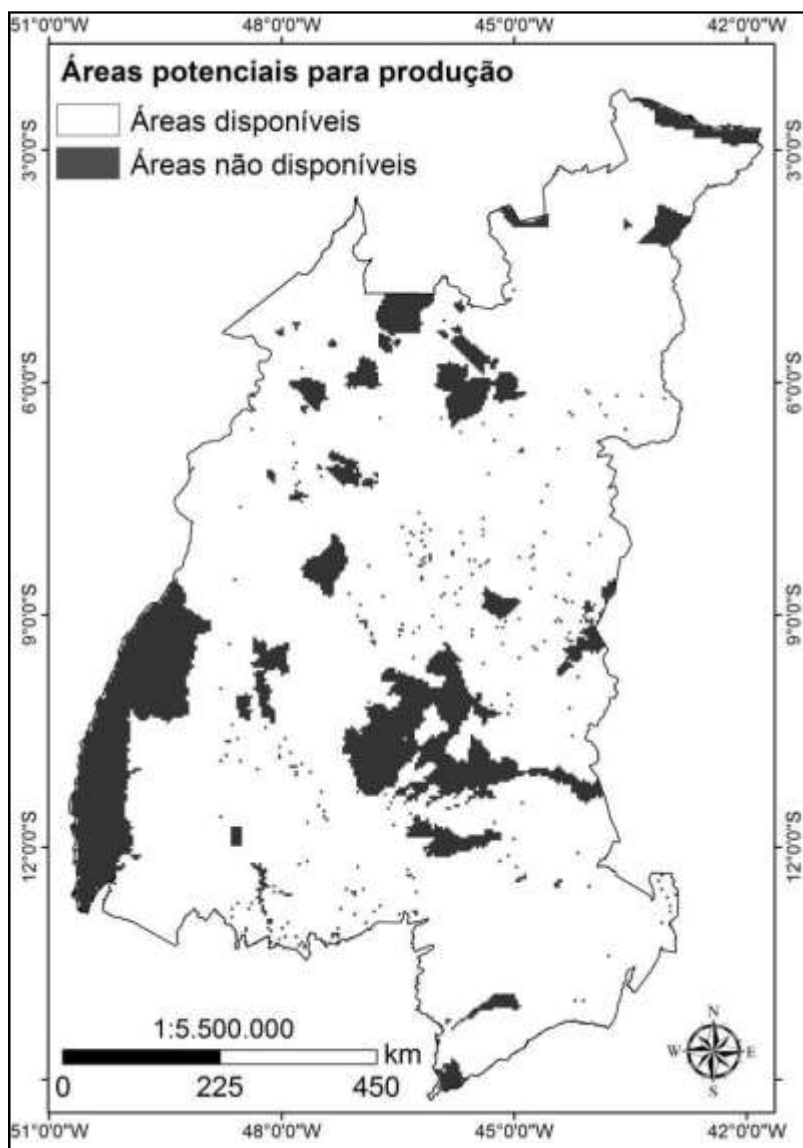 51°0'0"W 48°0'0"W 45°0'0"W 42°0'0"W
Áreas potenciais para produção
Áreas disponíveis
Áreas não disponíveis
3°0'0"S 3°0'0"S
6°0'0"S 6°0'0"S
9°0'0"S 9°0'0"S
12°0'0"S 12°0'0"S
1:5.500.000
km
0 225 450
N
W E
S
51°0'0"W 48°0'0"W 45°0'0"W 42°0'0"W